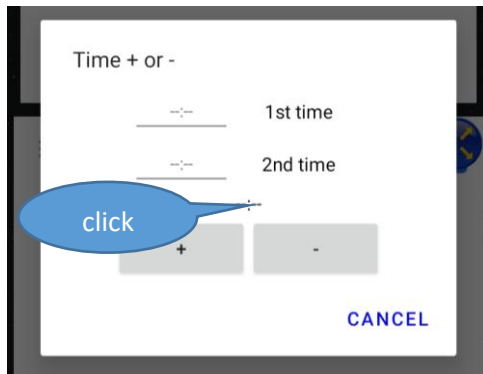 Time + or -
--:-- 1st time
--:-- 2nd time
--:--
click
+ -
CANCEL